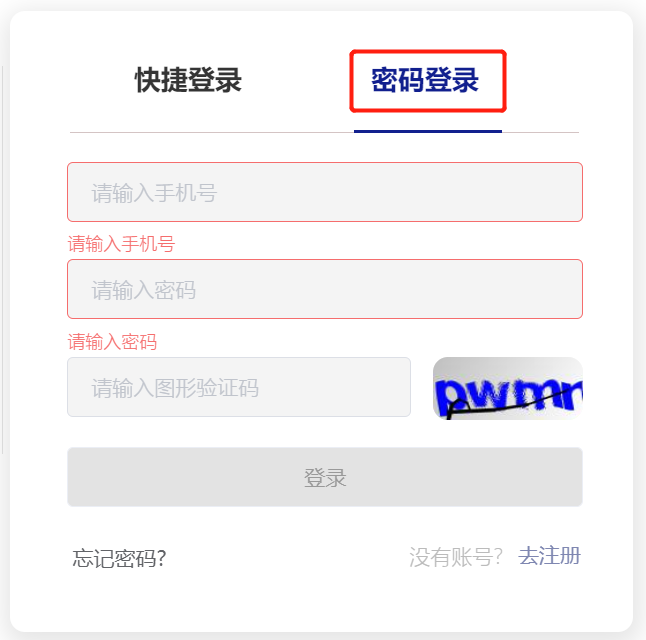 快捷登录 密码登录
请输入手机号
请输入手机号
请输入密码
请输入密码
请输入图形验证码
登录
忘记密码? 没有账号? 去注册